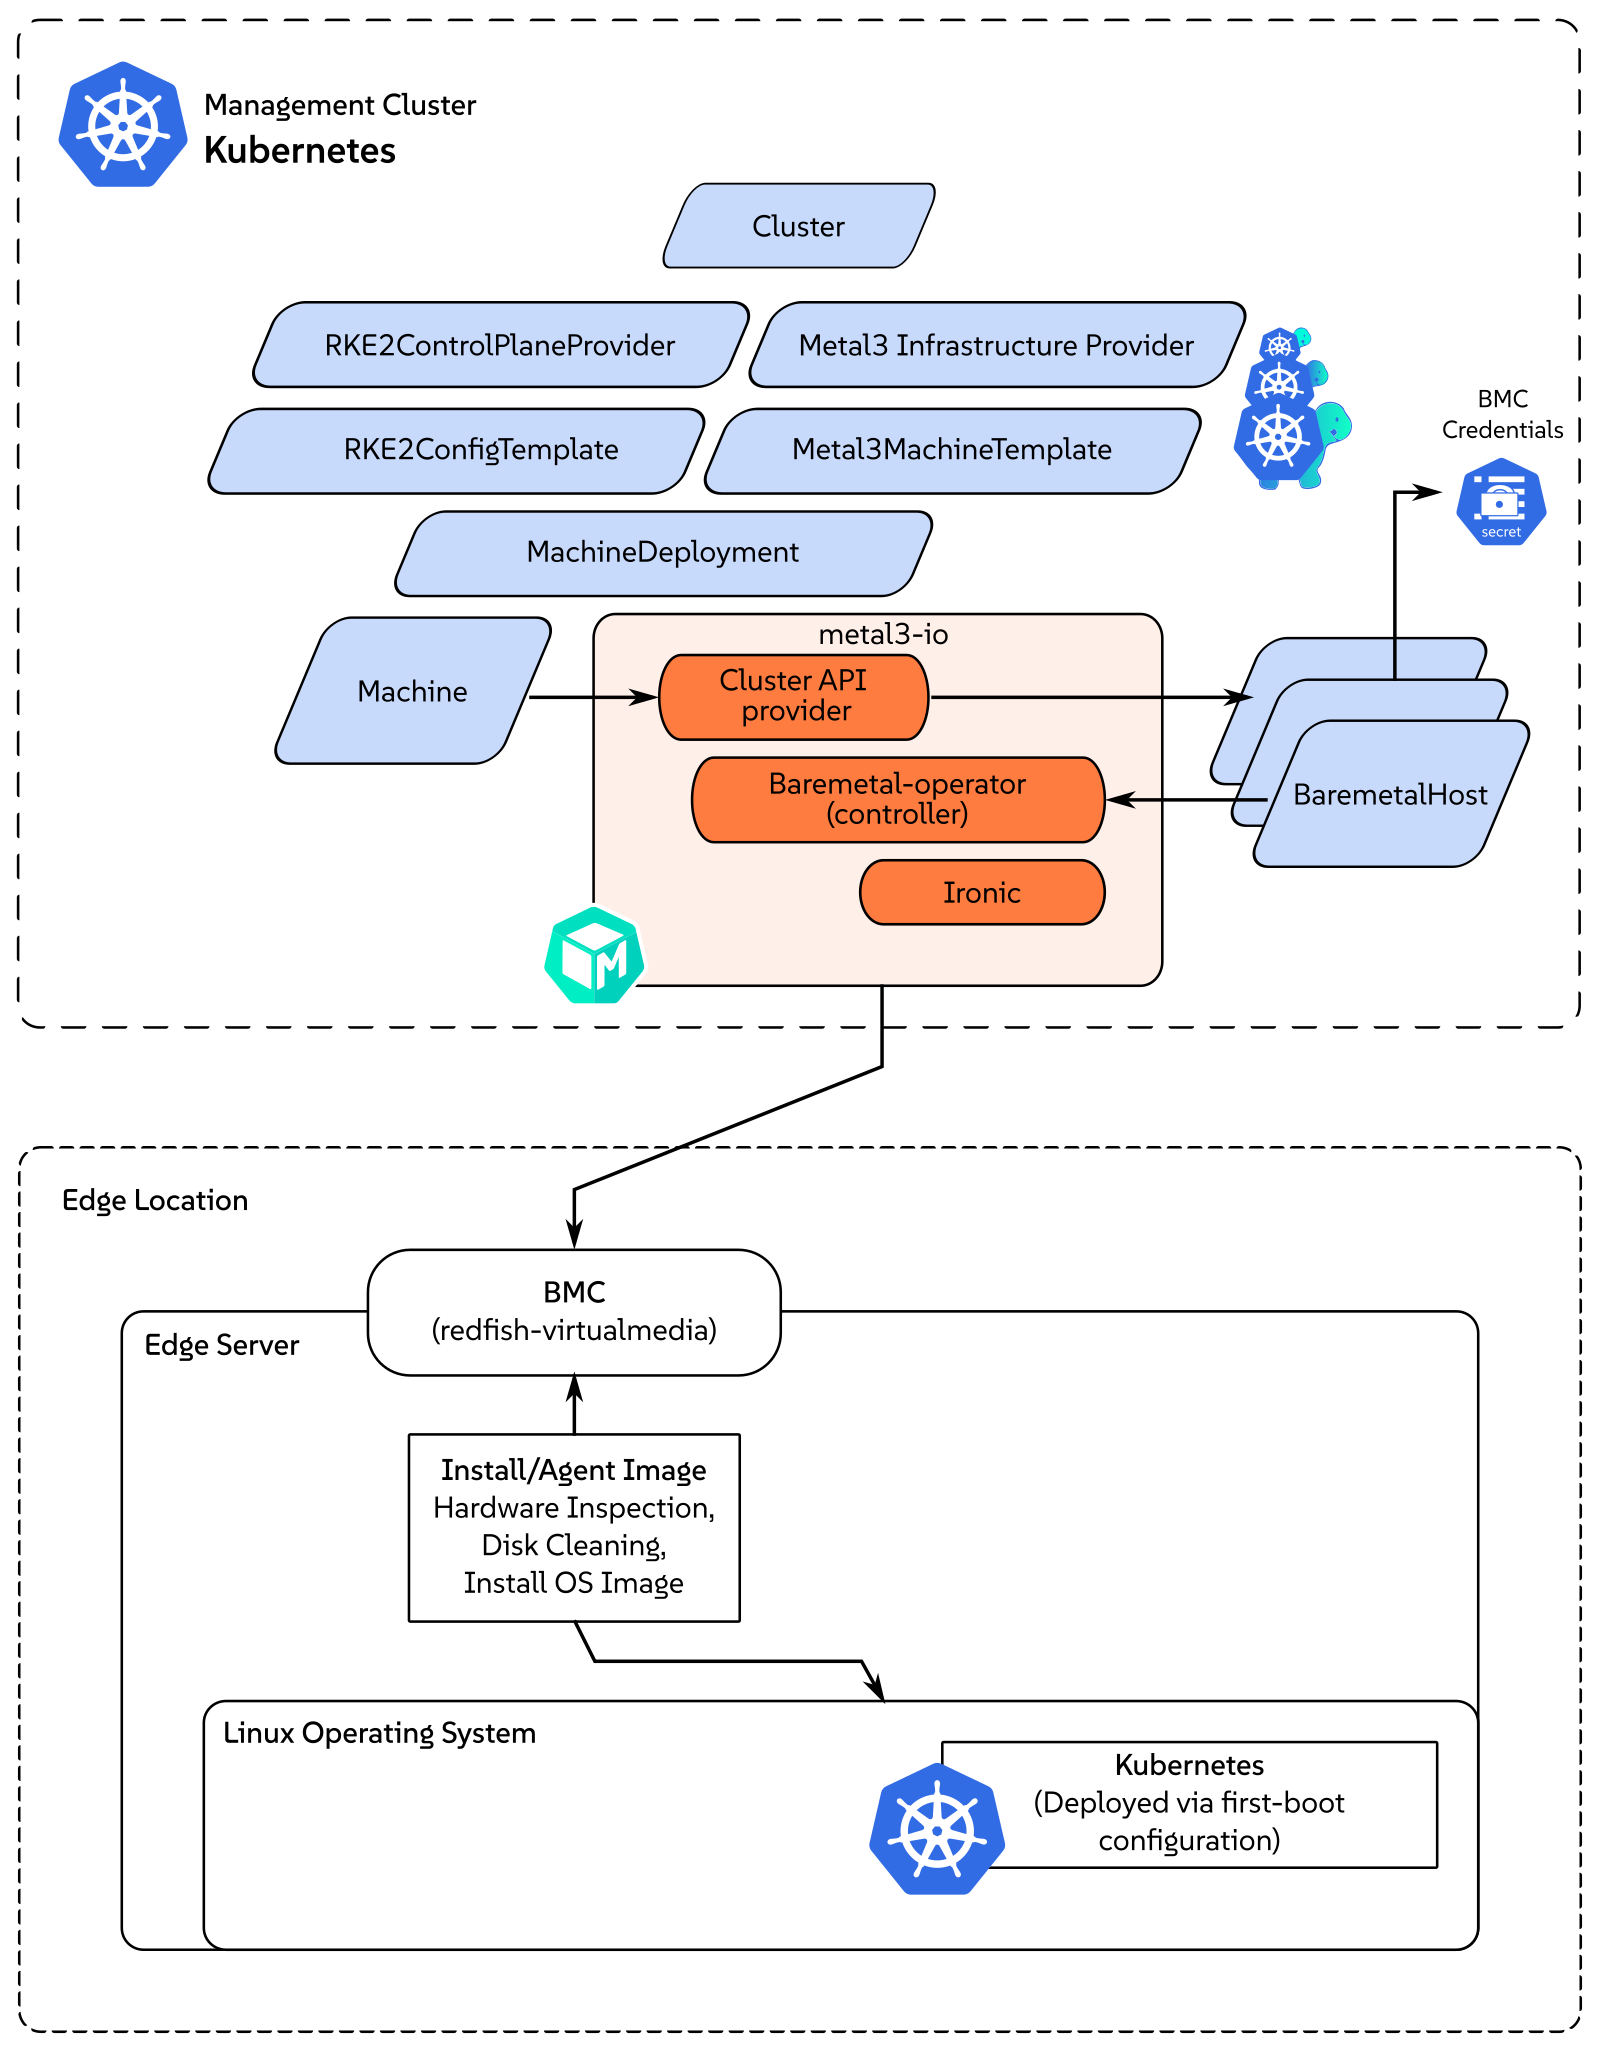 Management Cluster
Kubernetes
Cluster
RKE2ControlPlaneProvider
Metal3 Infrastructure Provider
RKE2ConfigTemplate
Metal3MachineTemplate
BMC
Credentials
secret
MachineDeployment
metal3-io
Machine
Cluster API
provider
Baremetal-operator
(controller)
BaremetalHost
Ironic
M
Edge Location
BMC
(redfish-virtualmedia)
Edge Server
Install/Agent Image
Hardware Inspection,
Disk Cleaning,
Install OS Image
Linux Operating System
Kubernetes
(Deployed via first-boot
configuration)